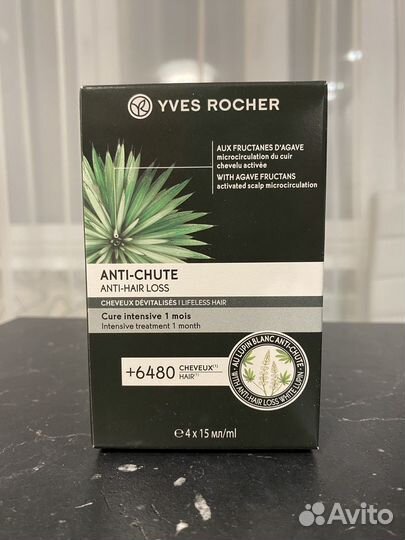 YR YVES ROCHER
AUX FRUCTANES D'AGAVE
microcirculation du cuir
chevelu activée
WITH AGAVE FRUCTANS
activated scalp microcirculation
ANTI-CHUTE
ANTI-HAIR LOSS
CHEVEUX DÉVITALISÉS | LIFELESS HAIR
Cure intensive 1 mois
Intensive treatment 1 month
+6480 CHEVEUX(1)
HAIR(1)
AU LUPIN BLANC ANTI-CHUTE
WITH ANTI-HAIR LOSS WHITE LUPIN
℮ 4 x 15 мл/ml
Avito